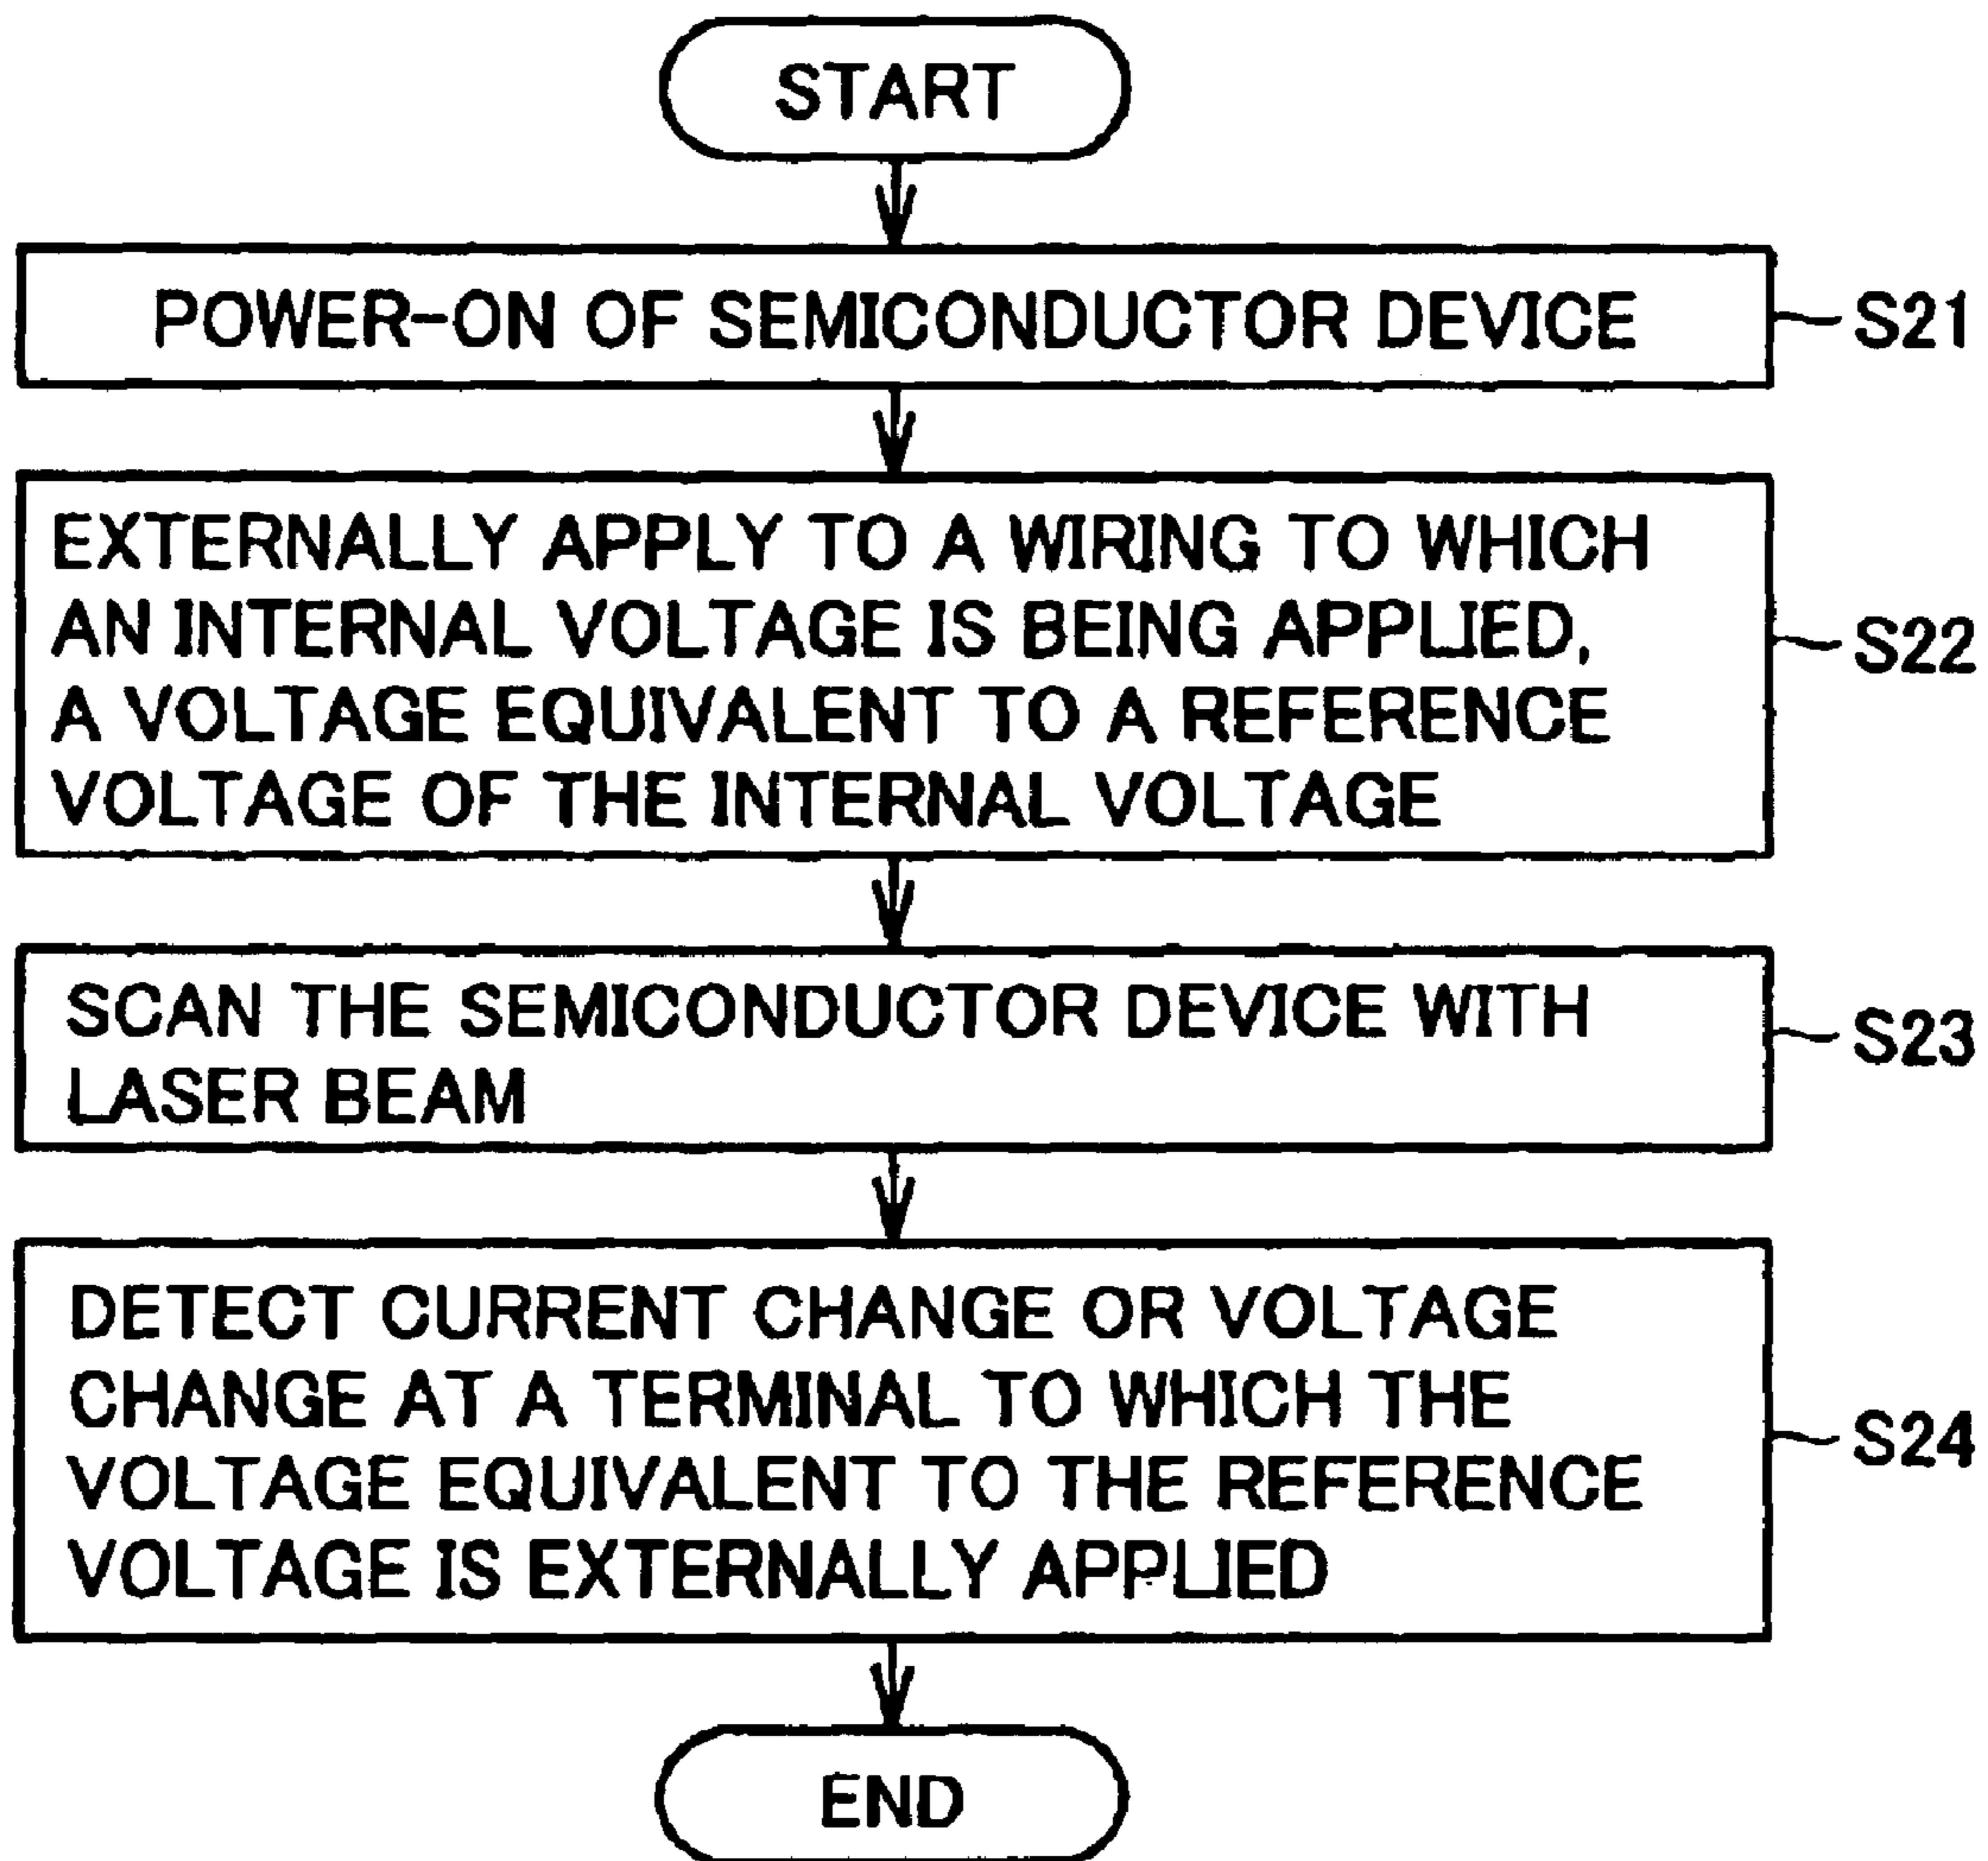 START
POWER-ON OF SEMICONDUCTOR DEVICE
S21
EXTERNALLY APPLY TO A WIRING TO WHICH
AN INTERNAL VOLTAGE IS BEING APPLIED,
A VOLTAGE EQUIVALENT TO A REFERENCE
VOLTAGE OF THE INTERNAL VOLTAGE
S22
SCAN THE SEMICONDUCTOR DEVICE WITH
LASER BEAM
S23
DETECT CURRENT CHANGE OR VOLTAGE
CHANGE AT A TERMINAL TO WHICH THE
VOLTAGE EQUIVALENT TO THE REFERENCE
VOLTAGE IS EXTERNALLY APPLIED
S24
END